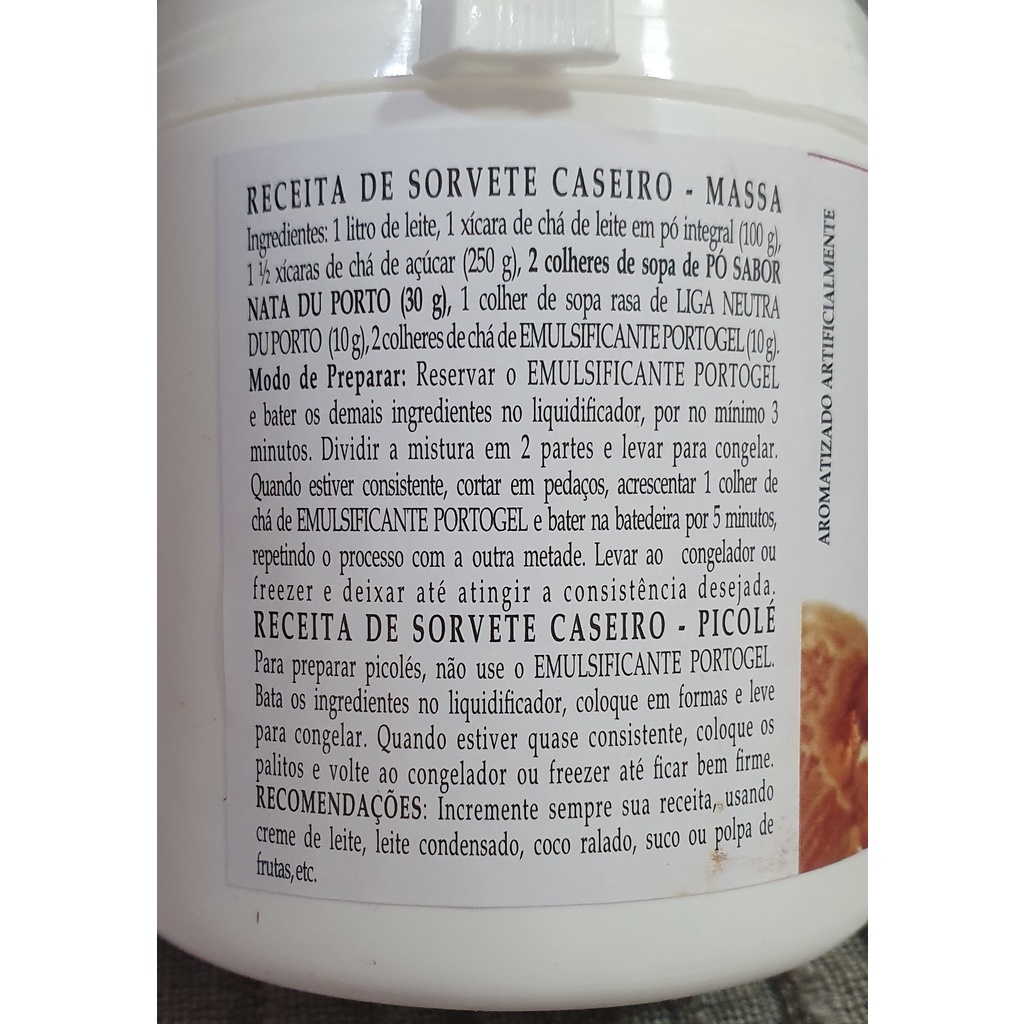 RECEITA DE SORVETE CASEIRO - MASSA
Ingredientes: 1 litro de leite, 1 xícara de chá de leite em pó integral (100 g),
1 ½ xícaras de chá de açúcar (250 g), 2 colheres de sopa de PÓ SABOR
NATA DU PORTO (30 g), 1 colher de sopa rasa de LIGA NEUTRA
DUPORTO (10 g), 2 colheres de chá de EMULSIFICANTE PORTOGEL (10 g).
Modo de Preparar: Reservar o EMULSIFICANTE PORTOGEL
e bater os demais ingredientes no liquidificador, por no mínimo 3
minutos. Dividir a mistura em 2 partes e levar para congelar.
Quando estiver consistente, cortar em pedaços, acrescentar 1 colher de
chá de EMULSIFICANTE PORTOGEL e bater na batedeira por 5 minutos,
repetindo o processo com a outra metade. Levar ao congelador ou
freezer e deixar até atingir a consistência desejada.
RECEITA DE SORVETE CASEIRO - PICOLÉ
Para preparar picolés, não use o EMULSIFICANTE PORTOGEL.
Bata os ingredientes no liquidificador, coloque em formas e leve
para congelar. Quando estiver quase consistente, coloque os
palitos e volte ao congelador ou freezer até ficar bem firme.
RECOMENDAÇÕES: Incremente sempre sua receita, usando
creme de leite, leite condensado, coco ralado, suco ou polpa de
frutas, etc.
AROMATIZADO ARTIFICIALMENTE